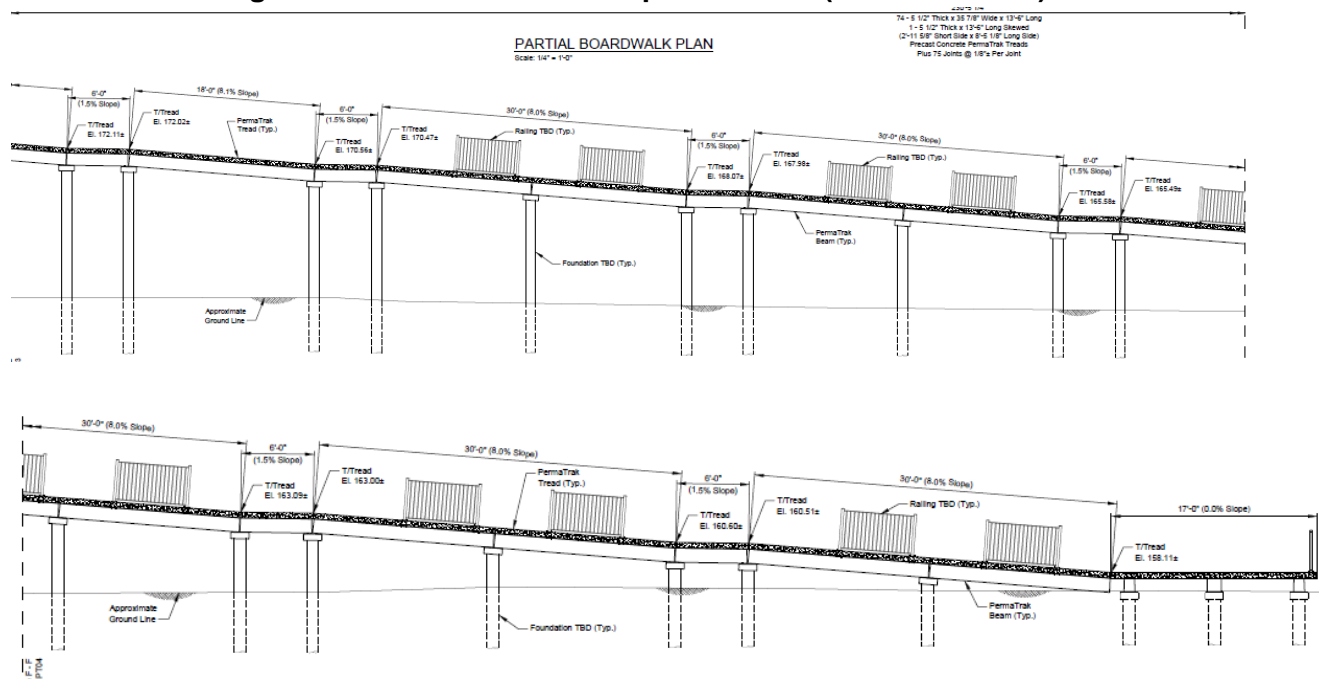 PARTIAL BOARDWALK PLAN
Scale: 1/4" = 1'-0"
74 - 5 1/2" Thick x 35 7/8" Wide x 13'-6" Long
1 - 5 1/2" Thick x 13'-6" Long Skewed
(2'-11 5/8" Short Side x 8'-5 1/8" Long Side)
Precast Concrete PermaTrak Treads
Plus 75 Joints @ 1/8"± Per Joint
6'-0"
(1.5% Slope)
18'-0" (8.1% Slope)
6'-0"
(1.5% Slope)
30'-0" (8.0% Slope)
6'-0"
(1.5% Slope)
30'-0" (8.0% Slope)
6'-0"
(1.5% Slope)
T/Tread
El. 172.11±
T/Tread
El. 172.02±
PermaTrak
Tread (Typ.)
T/Tread
El. 170.56±
T/Tread
El. 170.47±
Railing TBD (Typ.)
T/Tread
El. 168.07±
T/Tread
El. 167.98±
Railing TBD (Typ.)
T/Tread
El. 165.58±
T/Tread
El. 165.49±
PermaTrak
Beam (Typ.)
Foundation TBD (Typ.)
Approximate
Ground Line
30'-0" (8.0% Slope)
6'-0"
(1.5% Slope)
30'-0" (8.0% Slope)
6'-0"
(1.5% Slope)
30'-0" (8.0% Slope)
17'-0" (0.0% Slope)
T/Tread
El. 163.09±
T/Tread
El. 163.00±
PermaTrak
Tread (Typ.)
T/Tread
El. 160.60±
T/Tread
El. 160.51±
Railing TBD (Typ.)
T/Tread
El. 158.11±
Approximate
Ground Line
Foundation TBD (Typ.)
PermaTrak
Beam (Typ.)
F - F
PT04